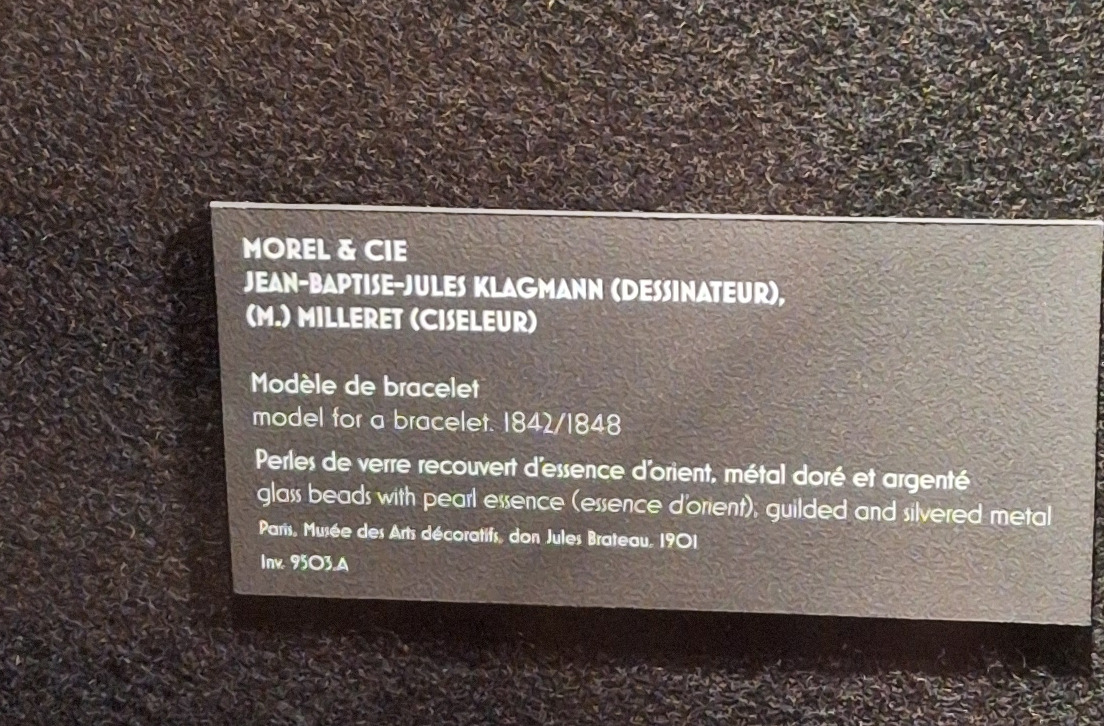 MOREL & CIE
JEAN-BAPTISE-JULES KLAGMANN (DESSINATEUR),
(M.) MILLERET (CISELEUR)
Modèle de bracelet
model for a bracelet. 1842/1848
Perles de verre recouvert d'essence d'orient, métal doré et argenté
glass beads with pearl essence (essence d'orient), guilded and silvered metal
Paris, Musée des Arts décoratifs, don Jules Brateau, 1901
Inv. 9503.A